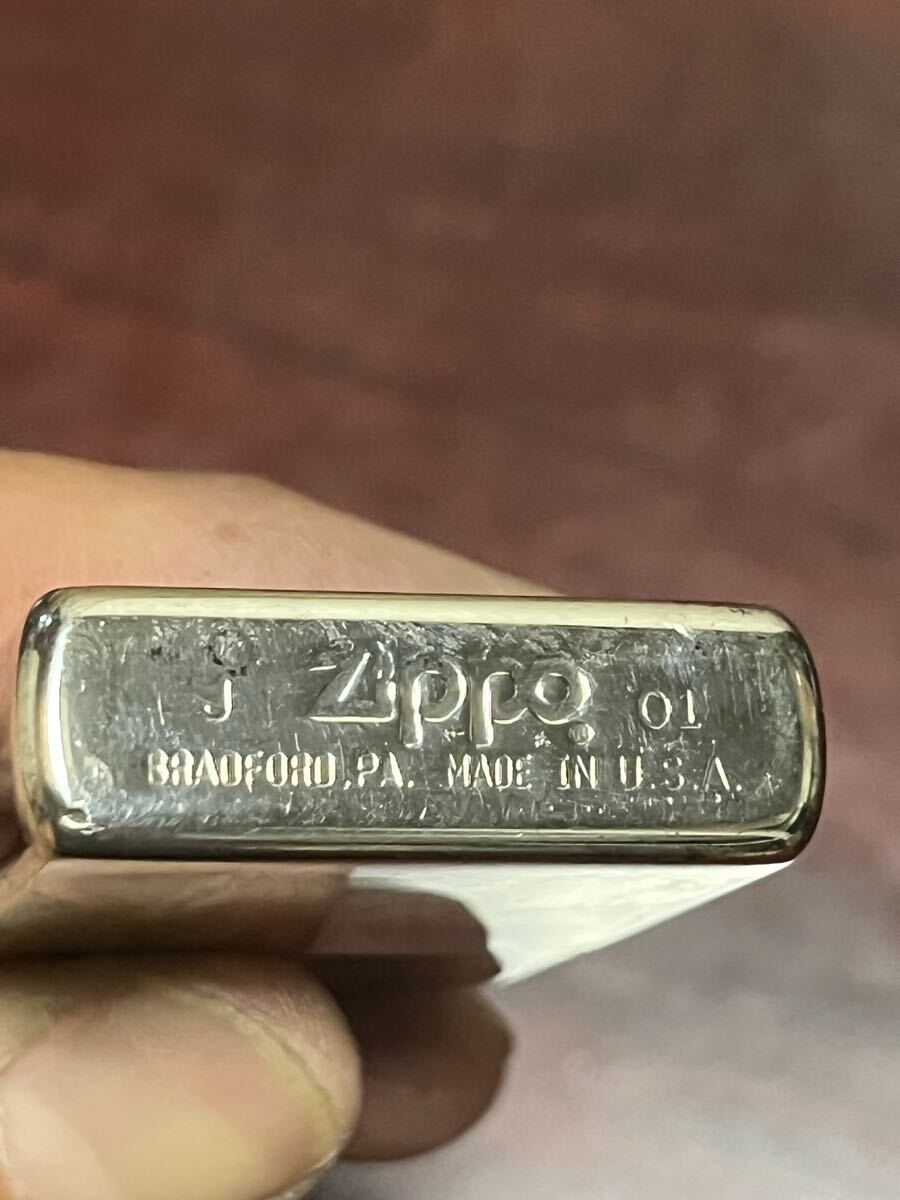 J Zippo ® 01
BRADFORD, PA. MADE IN U.S.A.